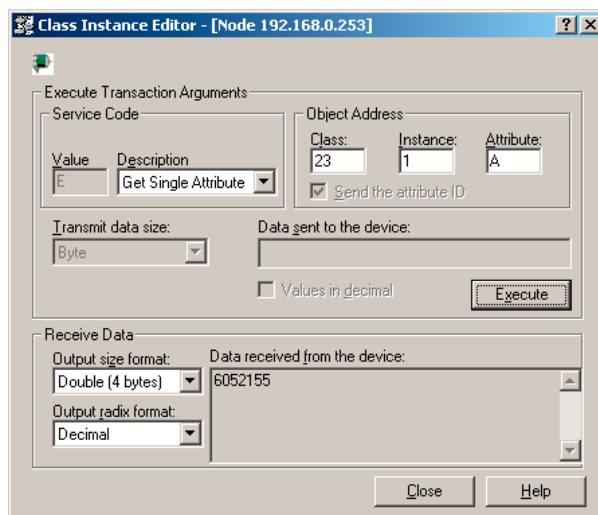 Class Instance Editor - [Node 192.168.0.253]
Execute Transaction Arguments
Service Code
Value Description
E Get Single Attribute
Object Address
Class: Instance: Attribute:
23 1 A
Send the attribute ID
Transmit data size: Data sent to the device:
Byte
Values in decimal
Execute
Receive Data
Output size format: Data received from the device:
Double (4 bytes) 6052155
Output radix format:
Decimal
Close Help